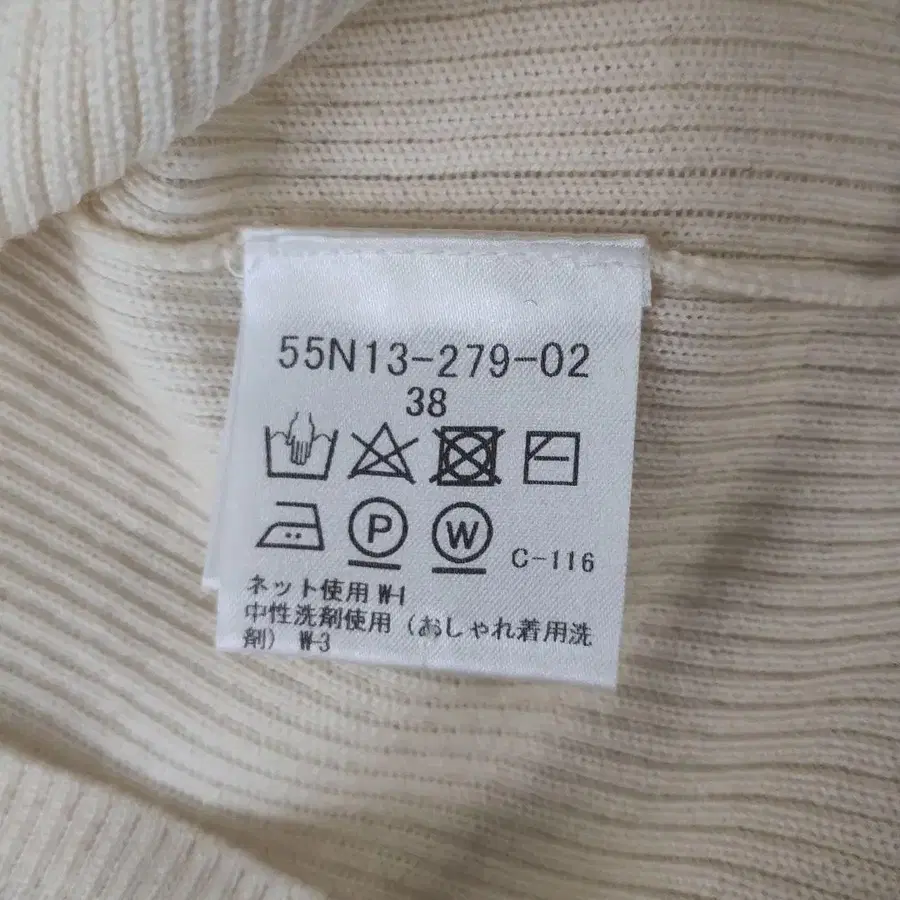 55N13-279-02
38
P W C-116
ネット使用 W-1
中性洗剤使用（おしゃれ着用洗
剤） W-3